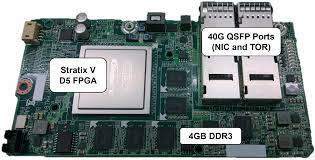 40G QSFP Ports
(NIC and TOR)
Stratix V
D5 FPGA
4GB DDR3